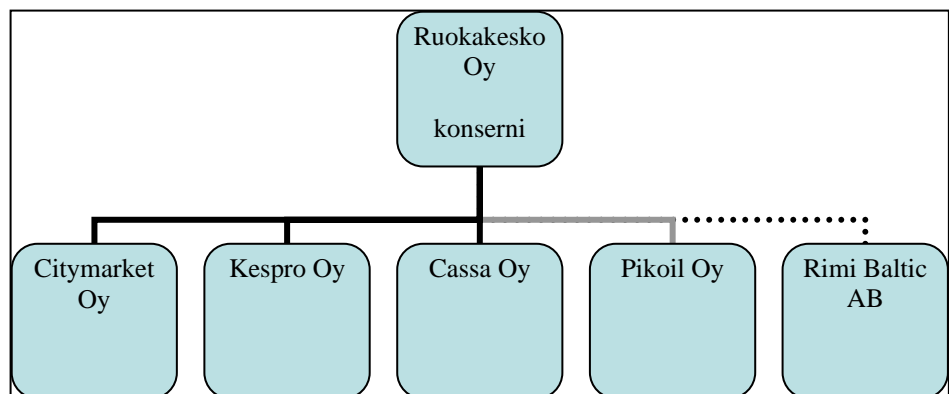 Ruokakesko
Oy
konserni
Citymarket
Oy
Kespro Oy
Cassa Oy
Pikoil Oy
Rimi Baltic
AB